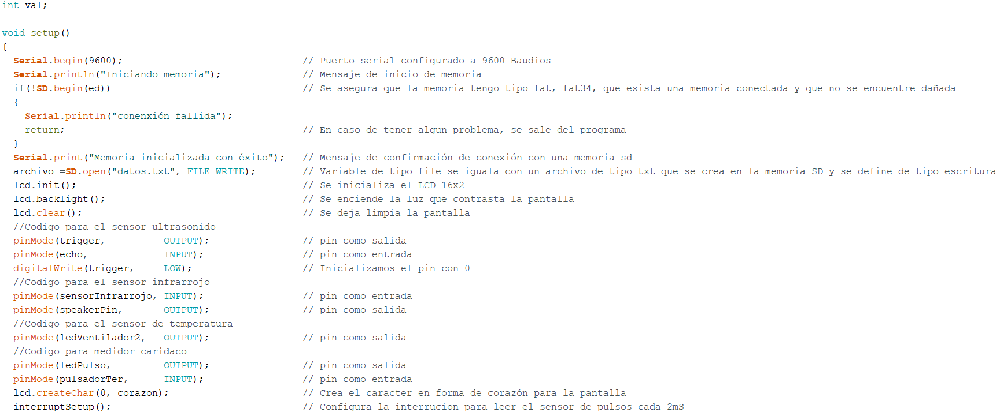 int val;

void setup()
{
  Serial.begin(9600);                               // Puerto serial configurado a 9600 Baudios
  Serial.println("Iniciando memoria");              // Mensaje de inicio de memoria
  if(!SD.begin(ed))                                 // Se asegura que la memoria tengo tipo fat, fat34, que exista una memoria conectada y que no se encuentre dañada
  {
    Serial.println("conenxión fallida");
    return;                                         // En caso de tener algun problema, se sale del programa
  }
  Serial.print("Memoria inicializada con éxito");   // Mensaje de confirmación de conexión con una memoria sd
  archivo =SD.open("datos.txt", FILE_WRITE);        // Variable de tipo file se iguala con un archivo de tipo txt que se crea en la memoria SD y se define de tipo escritura
  lcd.init();                                       // Se inicializa el LCD 16x2
  lcd.backlight();                                  // Se enciende la luz que contrasta la pantalla
  lcd.clear();                                      // Se deja limpia la pantalla
  //Codigo para el sensor ultrasonido
  pinMode(trigger,          OUTPUT);                // pin como salida
  pinMode(echo,             INPUT);                 // pin como entrada
  digitalWrite(trigger,     LOW);                   // Inicializamos el pin con 0
  //Codigo para el sensor infrarrojo
  pinMode(sensorInfrarrojo, INPUT);                 // pin como entrada
  pinMode(speakerPin,       OUTPUT);                // pin como salida
  //Codigo para el sensor de temperatura
  pinMode(ledVentilador2,   OUTPUT);                // pin como salida
  //Codigo para medidor caridaco
  pinMode(ledPulso,         OUTPUT);                // pin como salida
  pinMode(pulsadorTer,      INPUT);                 // pin como entrada
  lcd.createChar(0, corazon);                       // Crea el caracter en forma de corazón para la pantalla
  interruptSetup();                                 // Configura la interrucion para leer el sensor de pulsos cada 2mS